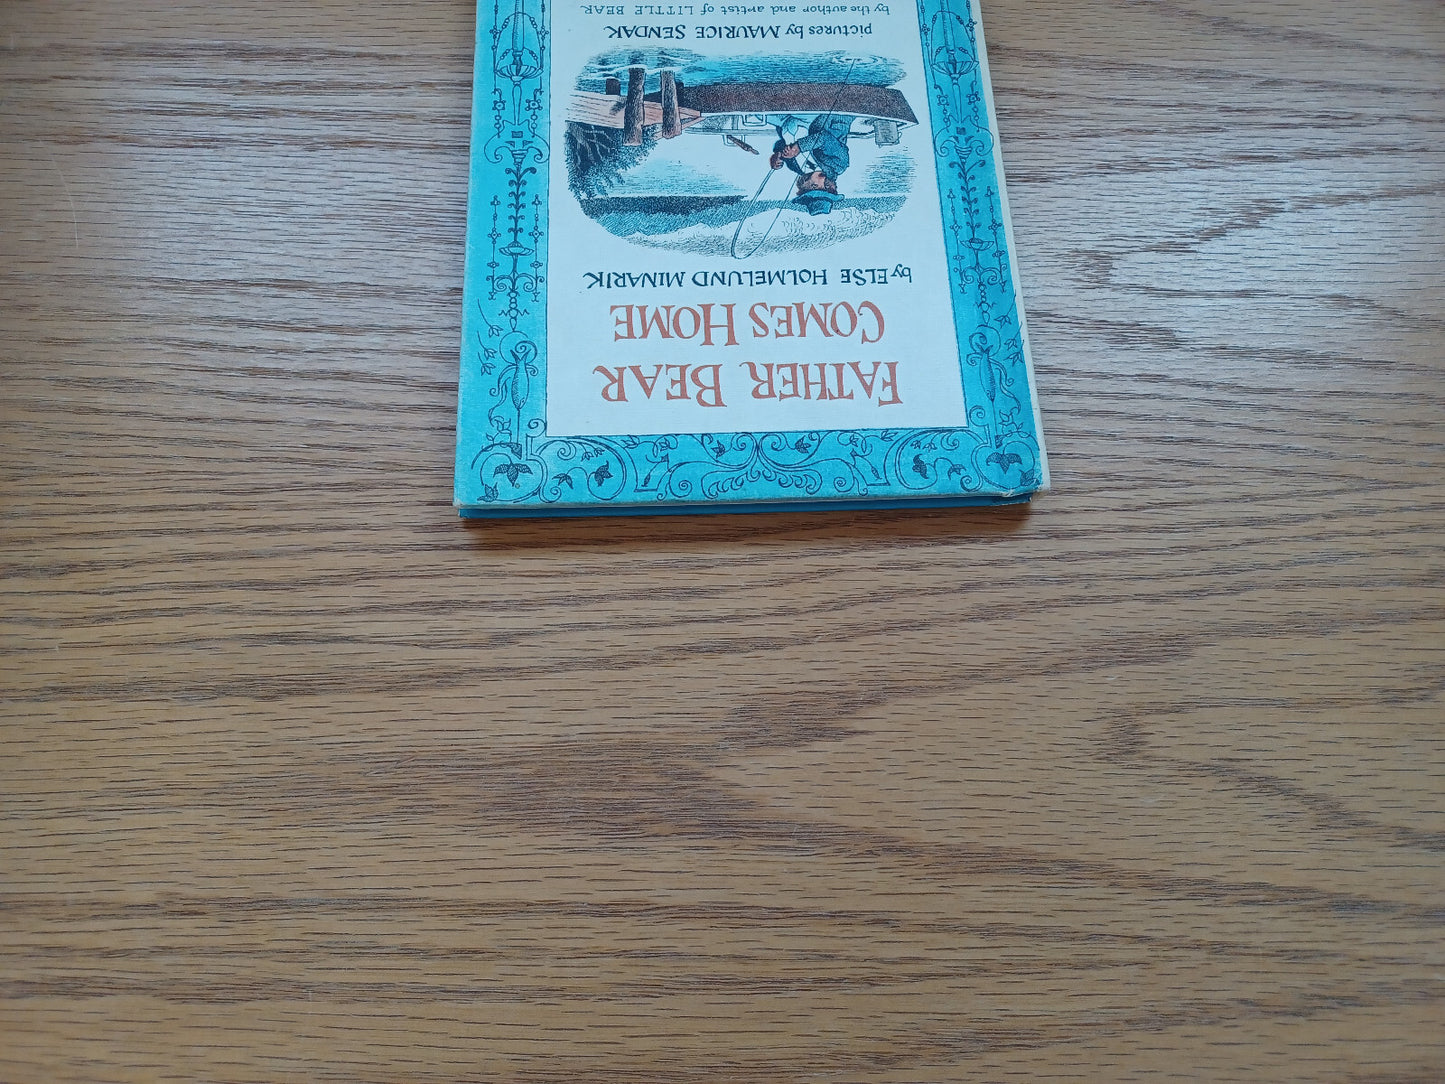 FATHER BEAR
COMES HOME
by ELSE HOLMELUND MINARIK
pictures by MAURICE SENDAK
by the author and artist of LITTLE BEAR